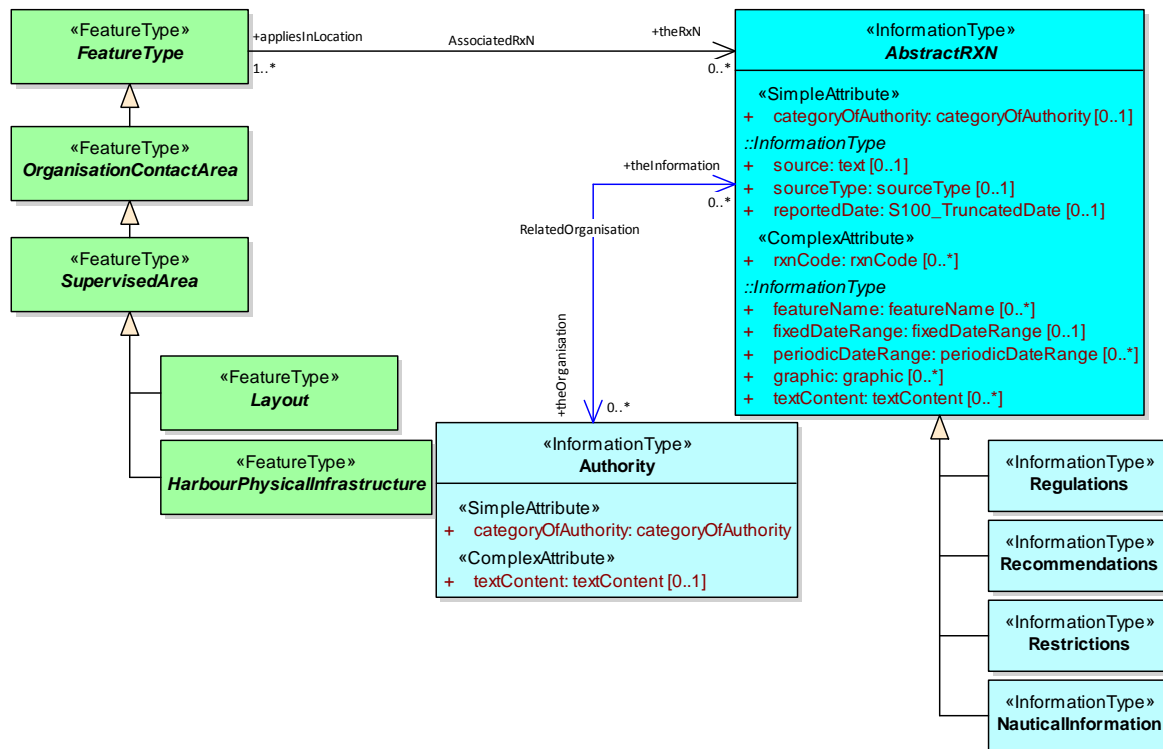 «FeatureType»
FeatureType
+appliesInLocation
AssociatedRxN
+theRxN
1..*
0..*
«InformationType»
AbstractRXN
«SimpleAttribute»
+ categoryOfAuthority: categoryOfAuthority [0..1]
::InformationType
+ source: text [0..1]
+ sourceType: sourceType [0..1]
+ reportedDate: S100_TruncatedDate [0..1]
«ComplexAttribute»
+ rxnCode: rxnCode [0..*]
::InformationType
+ featureName: featureName [0..*]
+ fixedDateRange: fixedDateRange [0..1]
+ periodicDateRange: periodicDateRange [0..*]
+ graphic: graphic [0..*]
+ textContent: textContent [0..*]
«FeatureType»
OrganisationContactArea
+theInformation
0..*
RelatedOrganisation
+theOrganisation
0..*
«FeatureType»
SupervisedArea
«FeatureType»
Layout
«FeatureType»
HarbourPhysicalInfrastructure
«InformationType»
Authority
«SimpleAttribute»
+ categoryOfAuthority: categoryOfAuthority
«ComplexAttribute»
+ textContent: textContent [0..1]
«InformationType»
Regulations
«InformationType»
Recommendations
«InformationType»
Restrictions
«InformationType»
NauticalInformation